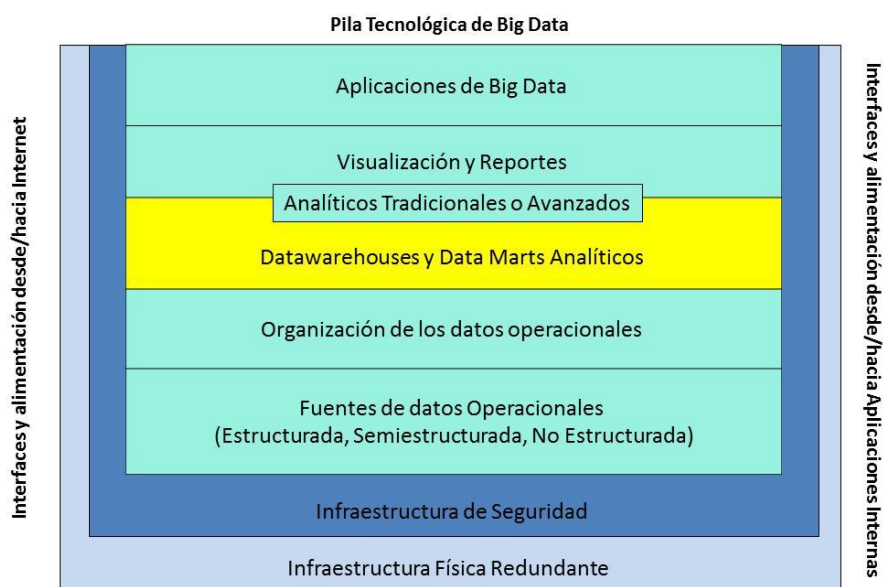 Pila Tecnológica de Big Data
Interfaces y alimentación desde/hacia Internet
Aplicaciones de Big Data
Visualización y Reportes
Analíticos Tradicionales o Avanzados
Datawarehouses y Data Marts Analíticos
Organización de los datos operacionales
Fuentes de datos Operacionales
(Estructurada, Semiestructurada, No Estructurada)
Infraestructura de Seguridad
Infraestructura Física Redundante
Interfaces y alimentación desde/hacia Aplicaciones Internas